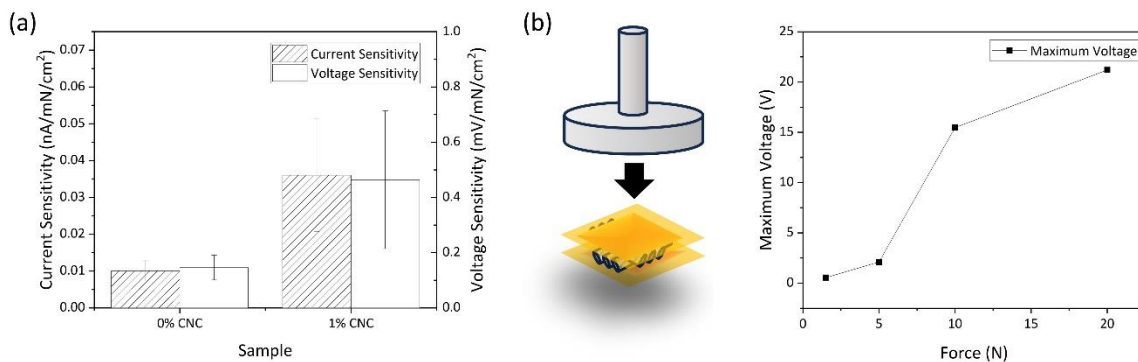 (a)
Current Sensitivity (nA/mN/cm²)
0.07
0.06
0.05
0.04
0.03
0.02
0.01
0.00
Current Sensitivity
Voltage Sensitivity
1.0
0.8
0.6
0.4
0.2
0.0
Voltage Sensitivity (mV/mN/cm²)
0% CNC
1% CNC
Sample
(b)
Maximum Voltage (V)
25
20
15
10
5
0
Maximum Voltage
0
5
10
15
20
Force (N)